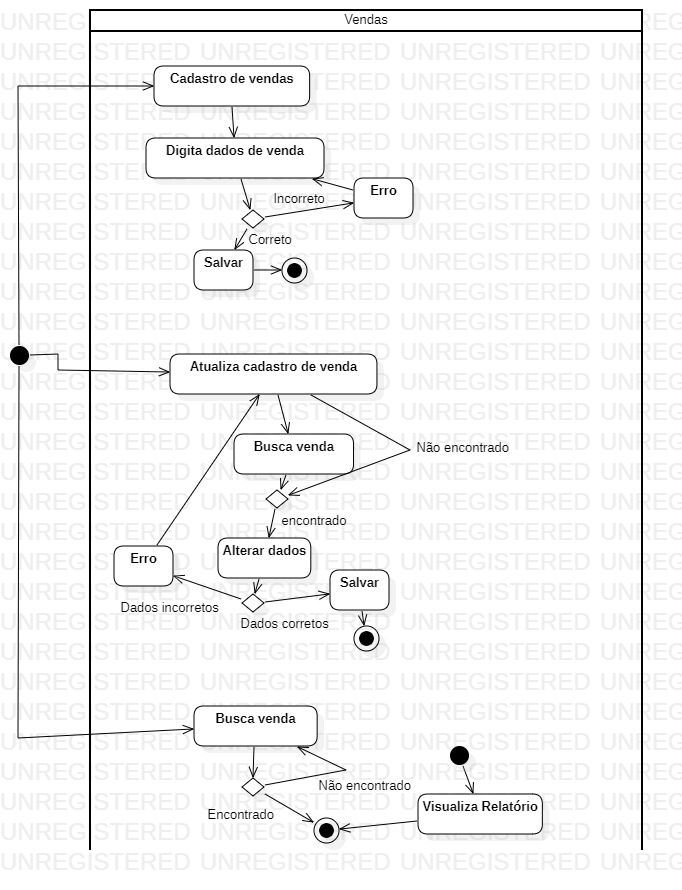 Vendas
Cadastro de vendas
Digita dados de venda
Erro
Incorreto
Correto
Salvar
Atualiza cadastro de venda
Busca venda
Não encontrado
encontrado
Alterar dados
Erro
Salvar
Dados incorretos
Dados corretos
Busca venda
Não encontrado
Visualiza Relatório
Encontrado
UNREGISTERED